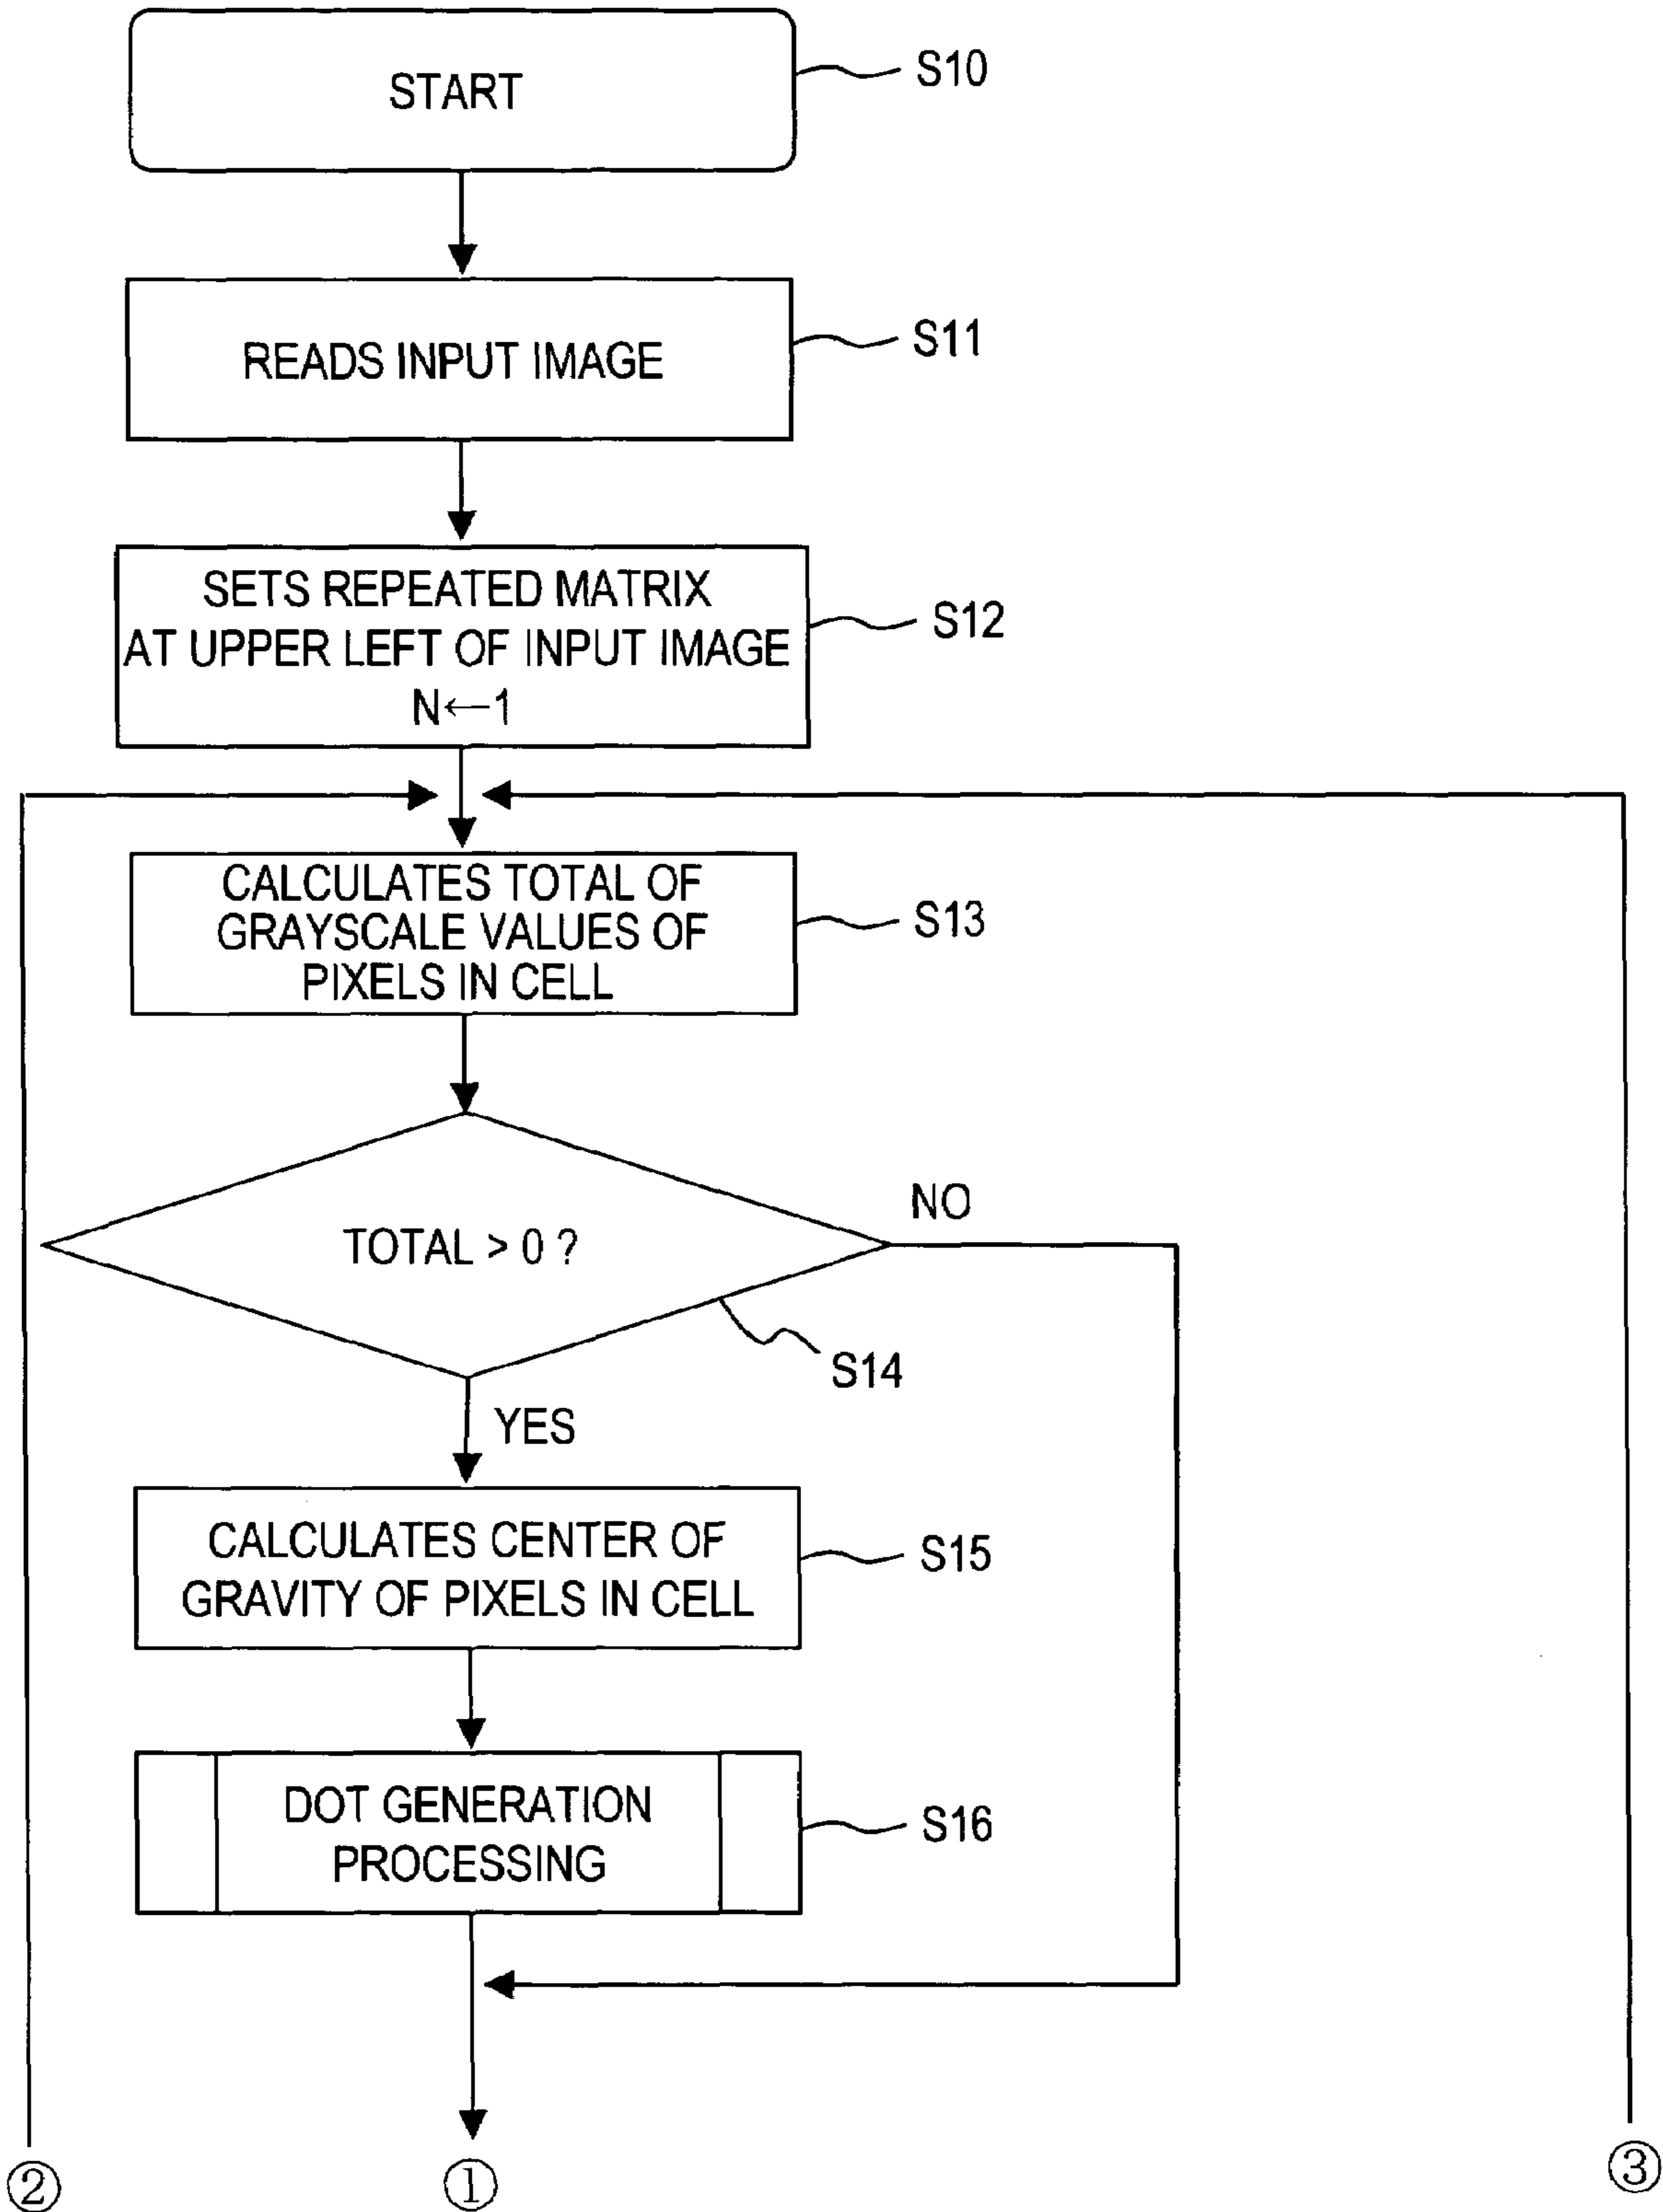 START
S10
READS INPUT IMAGE
S11
SETS REPEATED MATRIX
AT UPPER LEFT OF INPUT IMAGE
N←1
S12
CALCULATES TOTAL OF
GRAYSCALE VALUES OF
PIXELS IN CELL
S13
TOTAL > 0 ?
NO
S14
YES
CALCULATES CENTER OF
GRAVITY OF PIXELS IN CELL
S15
DOT GENERATION
PROCESSING
S16
② ① ③